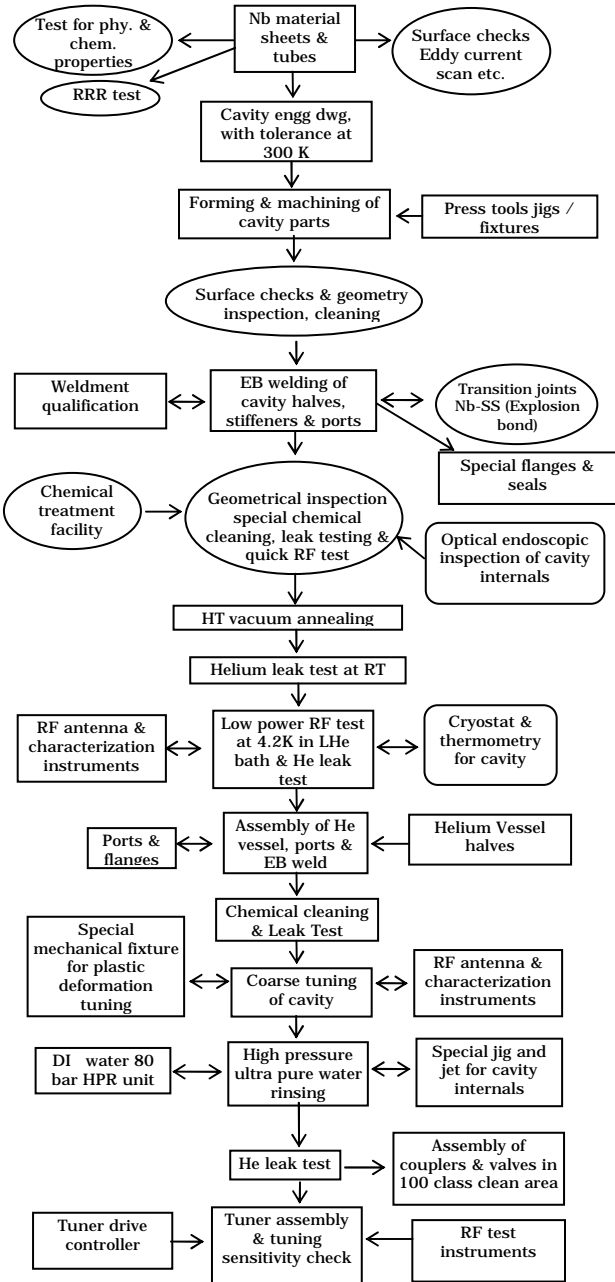 Test for phy. &
chem.
properties
Nb material
sheets &
tubes
Surface checks
Eddy current
scan etc.
RRR test
Cavity engg dwg,
with tolerance at
300 K
Forming & machining of
cavity parts
Press tools jigs /
fixtures
Surface checks & geometry
inspection, cleaning
Weldment
qualification
EB welding of
cavity halves,
stiffeners & ports
Transition joints
Nb-SS (Explosion
bond)
Special flanges &
seals
Chemical
treatment
facility
Geometrical inspection
special chemical
cleaning, leak testing &
quick RF test
Optical endoscopic
inspection of cavity
internals
HT vacuum annealing
Helium leak test at RT
RF antenna &
characterization
instruments
Low power RF test
at 4.2K in LHe
bath & He leak
test
Cryostat &
thermometry
for cavity
Ports &
flanges
Assembly of He
vessel, ports &
EB weld
Helium Vessel
halves
Chemical cleaning
& Leak Test
Special
mechanical fixture
for plastic
deformation
tuning
Coarse tuning
of cavity
RF antenna &
characterization
instruments
DI water 80
bar HPR unit
High pressure
ultra pure water
rinsing
Special jig and
jet for cavity
internals
He leak test
Assembly of
couplers & valves in
100 class clean area
Tuner drive
controller
Tuner assembly
& tuning
sensitivity check
RF test
instruments